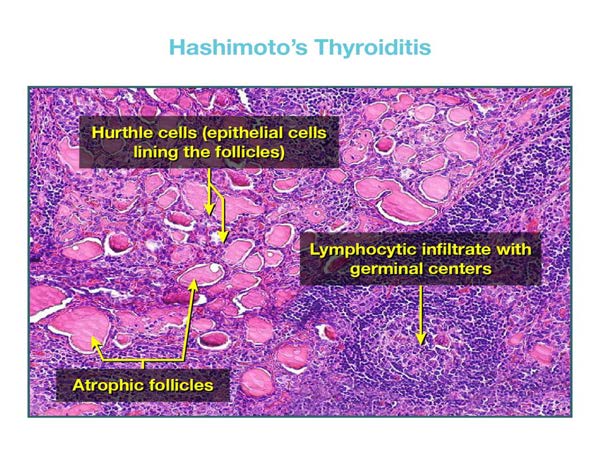 Hashimoto's Thyroiditis
Hurthle cells (epithelial cells
lining the follicles)
Lymphocytic infiltrate with
germinal centers
Atrophic follicles